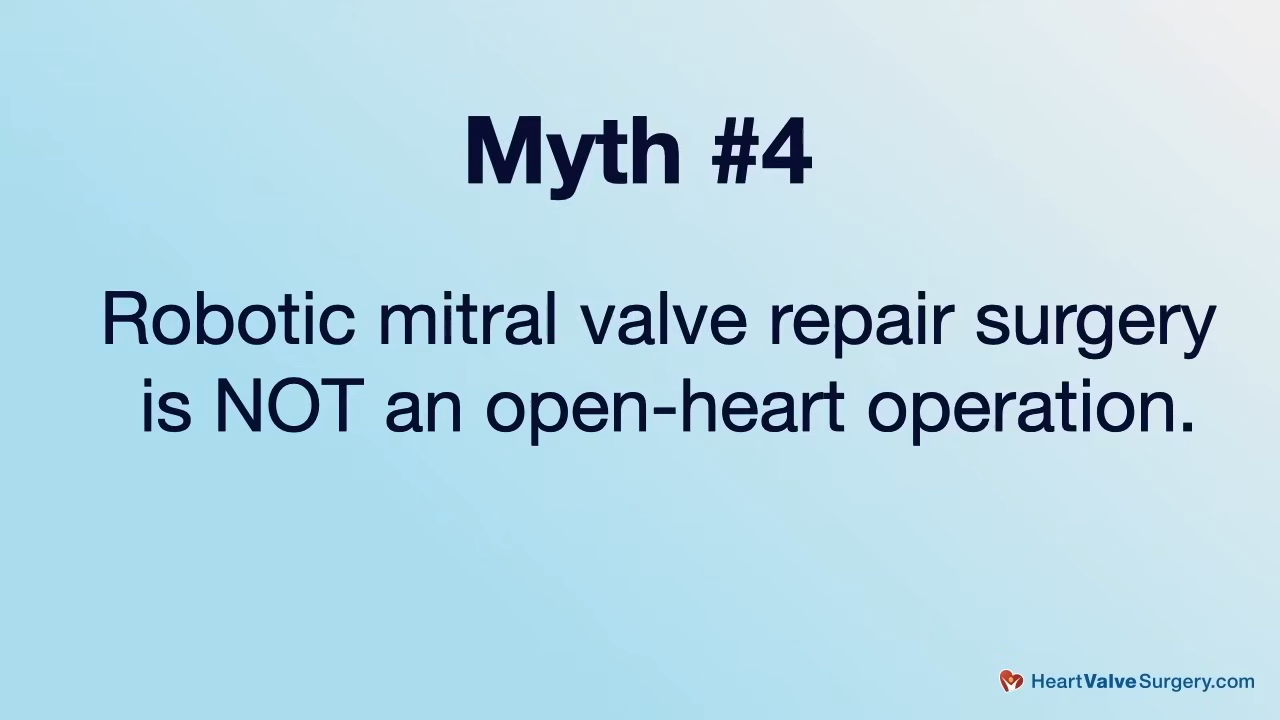 Myth #4
Robotic mitral valve repair surgery
is NOT an open-heart operation.
HeartValveSurgery.com